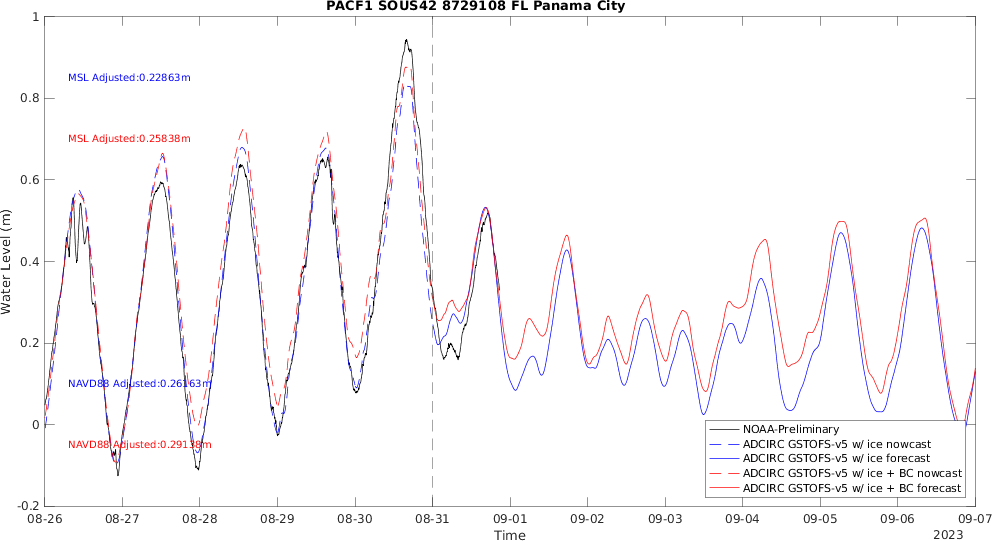 PACF1 SOUS42 8729108 FL Panama City
Water Level (m)
1
0.8
0.6
0.4
0.2
0
-0.2
MSL Adjusted:0.22863m
MSL Adjusted:0.25838m
NAVD88 Adjusted:0.26163m
NAVD88 Adjusted:0.29138m
NOAA-Preliminary
ADCIRC GSTOFS-v5 w/ ice nowcast
ADCIRC GSTOFS-v5 w/ ice forecast
ADCIRC GSTOFS-v5 w/ ice + BC nowcast
ADCIRC GSTOFS-v5 w/ ice + BC forecast
08-26 08-27 08-28 08-29 08-30 08-31 09-01 09-02 09-03 09-04 09-05 09-06 09-07
Time
2023